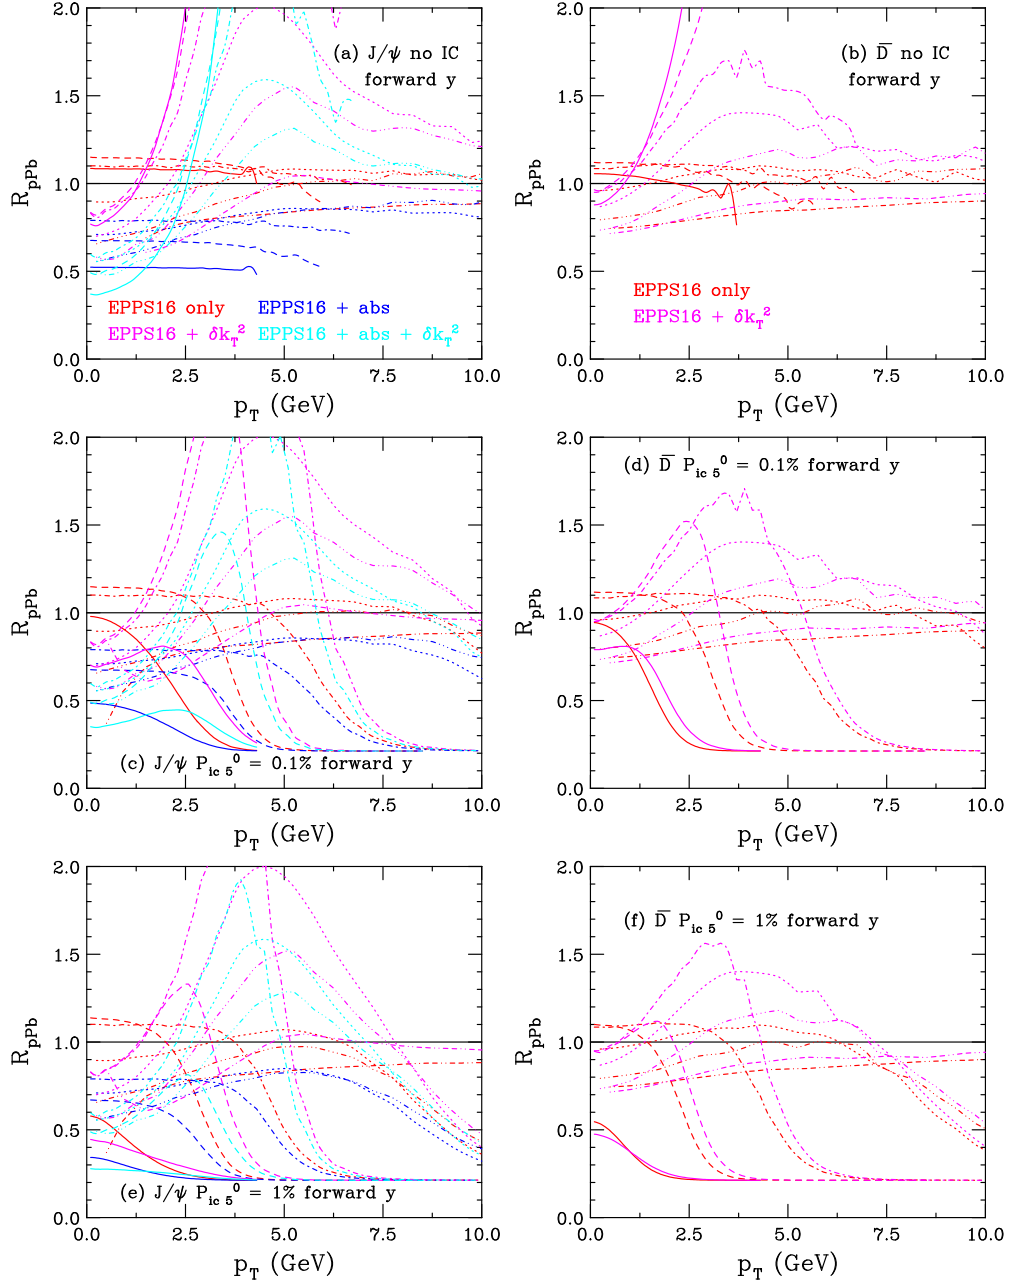 (a) J/ψ no IC
forward y
2.0
1.5
1.0
0.5
0.0
R_pPb
EPPS16 only
EPPS16 + abs
EPPS16 + δk_T^2
EPPS16 + abs + δk_T^2
0.0 2.5 5.0 7.5 10.0
p_T (GeV)
(b) D̅ no IC
forward y
2.0
1.5
1.0
0.5
0.0
R_pPb
EPPS16 only
EPPS16 + δk_T^2
0.0 2.5 5.0 7.5 10.0
p_T (GeV)
2.0
1.5
1.0
0.5
0.0
R_pPb
(c) J/ψ P_ic 5^0 = 0.1% forward y
0.0 2.5 5.0 7.5 10.0
p_T (GeV)
(d) D̅ P_ic 5^0 = 0.1% forward y
2.0
1.5
1.0
0.5
0.0
R_pPb
0.0 2.5 5.0 7.5 10.0
p_T (GeV)
2.0
1.5
1.0
0.5
0.0
R_pPb
(e) J/ψ P_ic 5^0 = 1% forward y
0.0 2.5 5.0 7.5 10.0
p_T (GeV)
(f) D̅ P_ic 5^0 = 1% forward y
2.0
1.5
1.0
0.5
0.0
R_pPb
0.0 2.5 5.0 7.5 10.0
p_T (GeV)